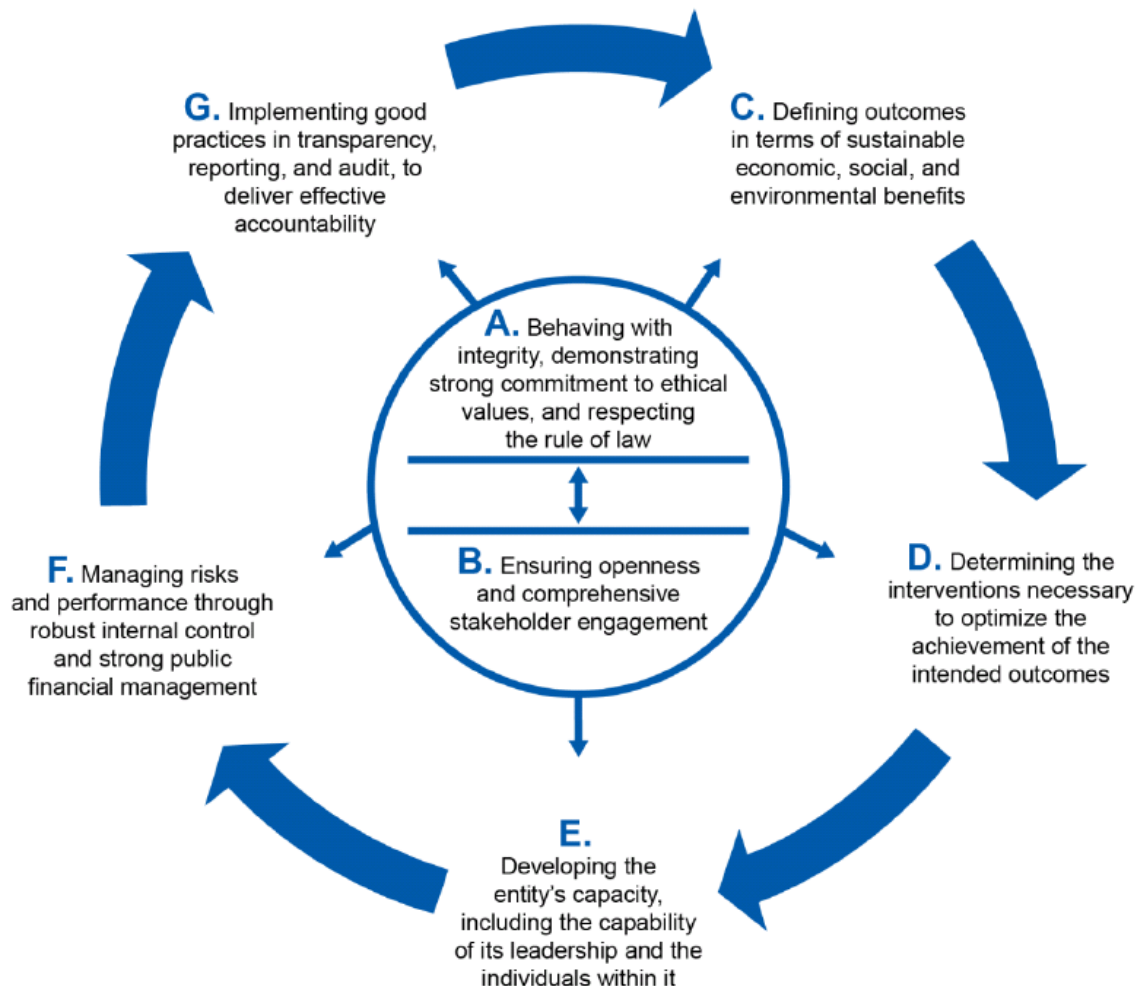 G. Implementing good
practices in transparency,
reporting, and audit, to
deliver effective
accountability
C. Defining outcomes
in terms of sustainable
economic, social, and
environmental benefits
A. Behaving with
integrity, demonstrating
strong commitment to ethical
values, and respecting
the rule of law
B. Ensuring openness
and comprehensive
stakeholder engagement
F. Managing risks
and performance through
robust internal control
and strong public
financial management
D. Determining the
interventions necessary
to optimize the
achievement of the
intended outcomes
E.
Developing the
entity's capacity,
including the capability
of its leadership and the
individuals within it